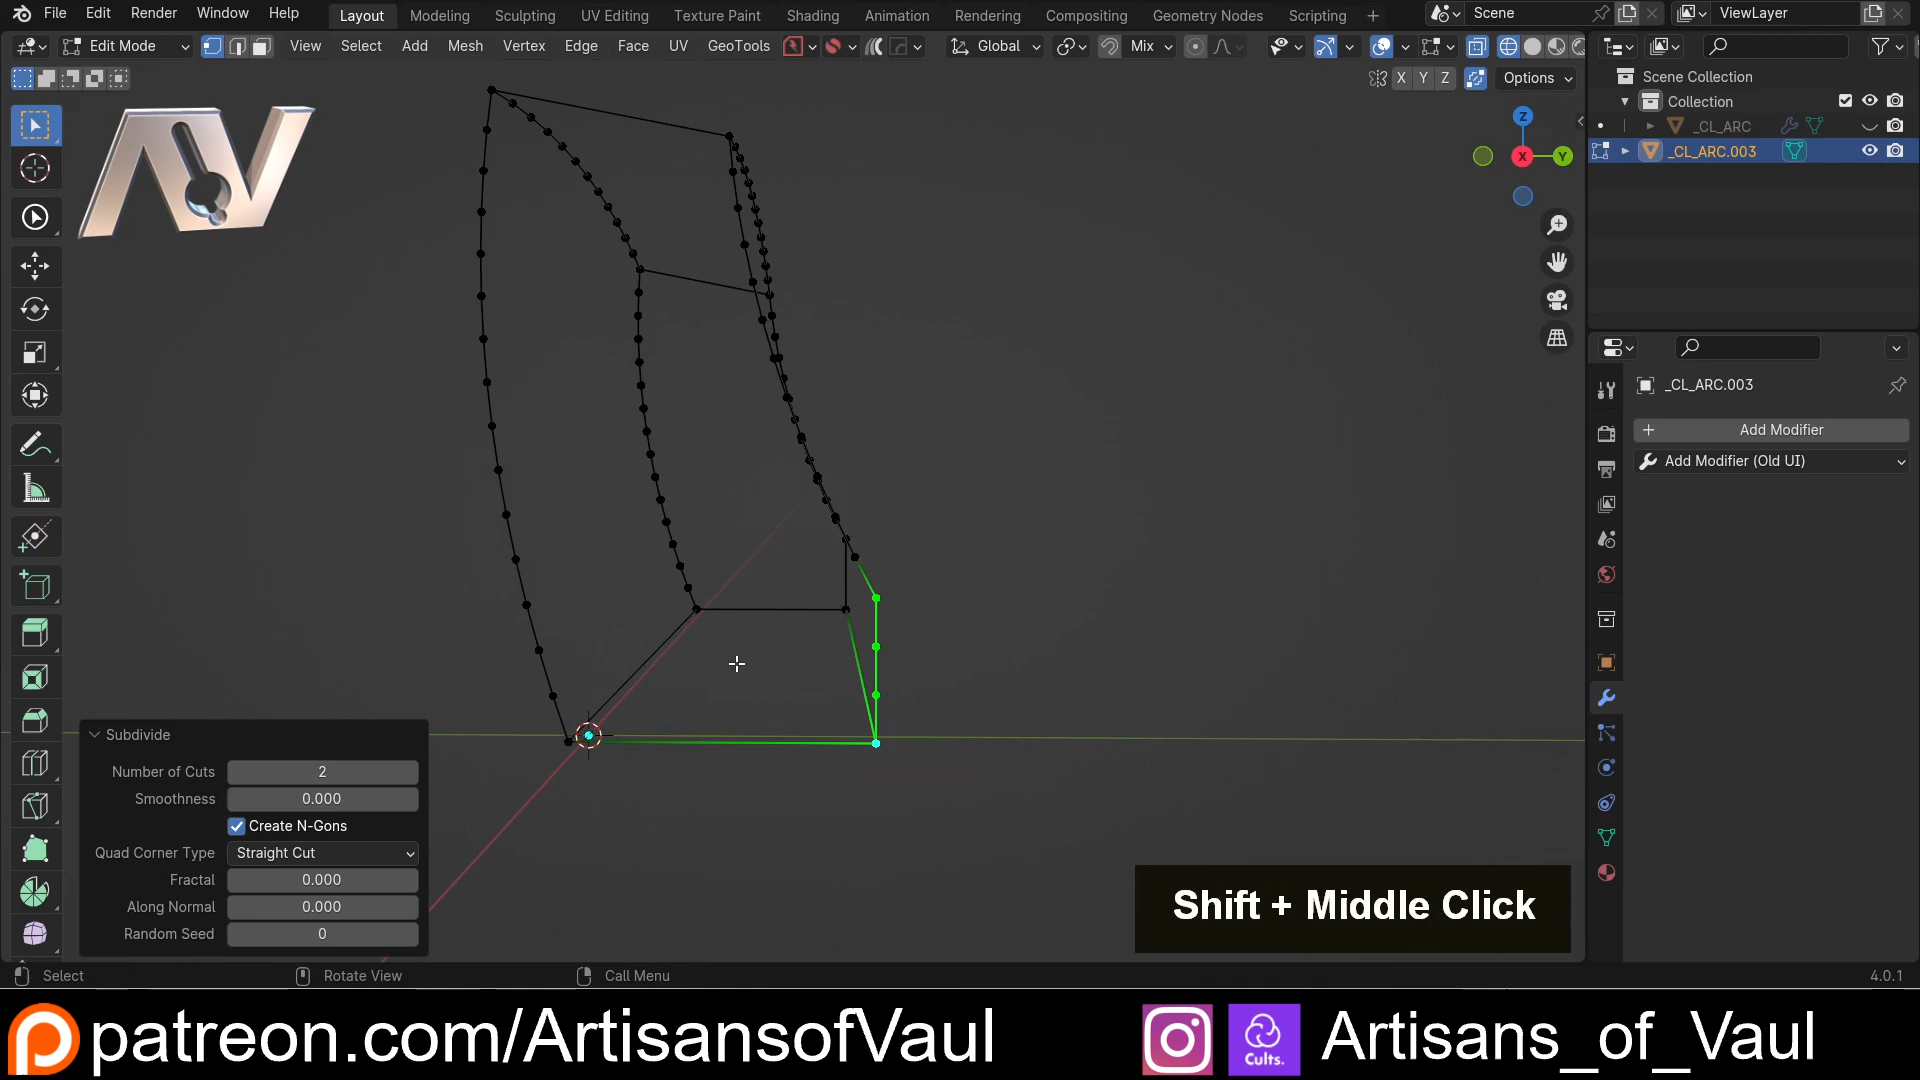 File Edit Render Window Help Layout Modeling Sculpting UV Editing Texture Paint Shading Animation Rendering Compositing Geometry Nodes Scripting + Scene ViewLayer
Edit Mode View Select Add Mesh Vertex Edge Face UV GeoTools Global Mix
X Y Z Options
Scene Collection
Collection
_CL_ARC
_CL_ARC.003
Z
X Y
AV
_CL_ARC.003
+ Add Modifier
Add Modifier (Old UI)
Subdivide
Number of Cuts 2
Smoothness 0.000
Create N-Gons
Quad Corner Type Straight Cut
Fractal 0.000
Along Normal 0.000
Random Seed 0
Shift + Middle Click
Select Rotate View Call Menu 4.0.1
patreon.com/ArtisansofVaul Cults. Artisans_of_Vaul